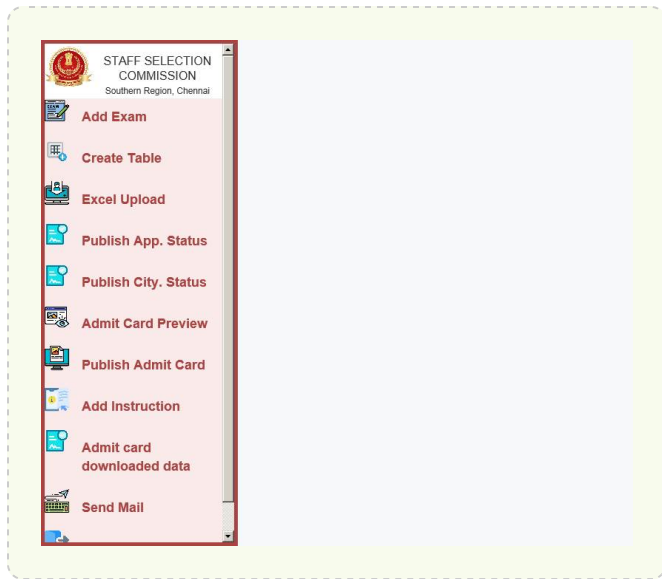 STAFF SELECTION
COMMISSION
Southern Region, Chennai
Add Exam
Create Table
Excel Upload
Publish App. Status
Publish City. Status
Admit Card Preview
Publish Admit Card
Add Instruction
Admit card
downloaded data
Send Mail